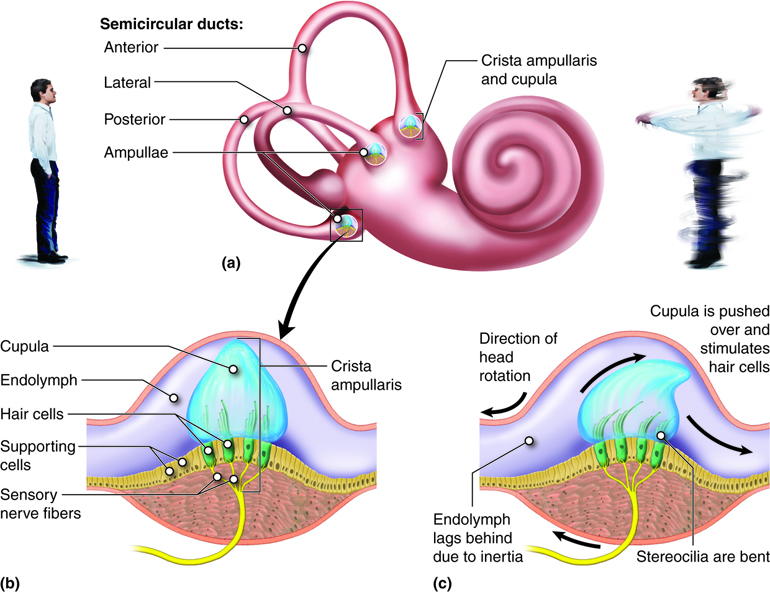 Semicircular ducts:
Anterior
Lateral
Posterior
Ampullae
Crista ampullaris
and cupula
(a)
Cupula
Endolymph
Hair cells
Supporting
cells
Sensory
nerve fibers
Crista
ampullaris
(b)
Direction of
head
rotation
Cupula is pushed
over and
stimulates
hair cells
Endolymph
lags behind
due to inertia
Stereocilia are bent
(c)